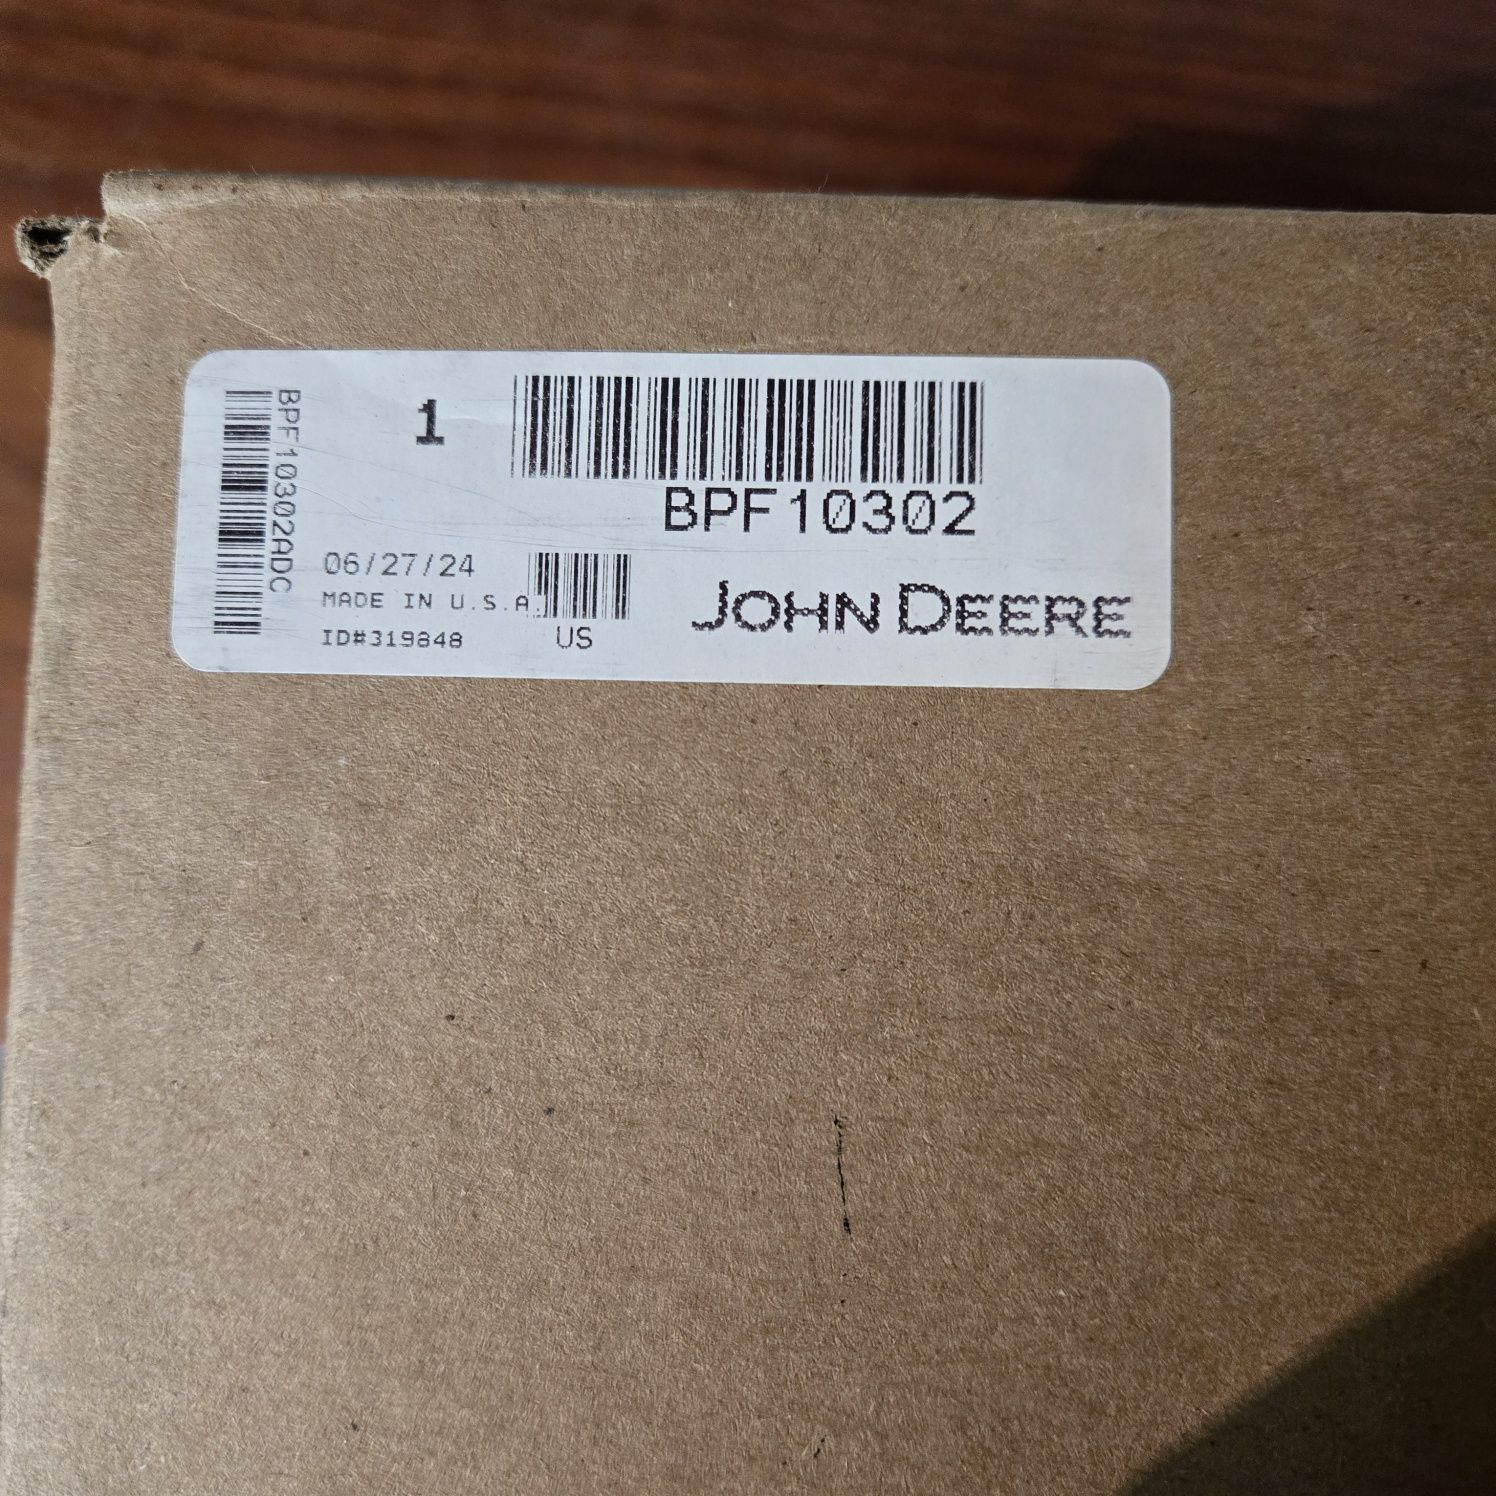 BPF10302ADC
1
BPF10302
06/27/24
MADE IN U.S.A.
ID#319848
US
JOHN DEERE